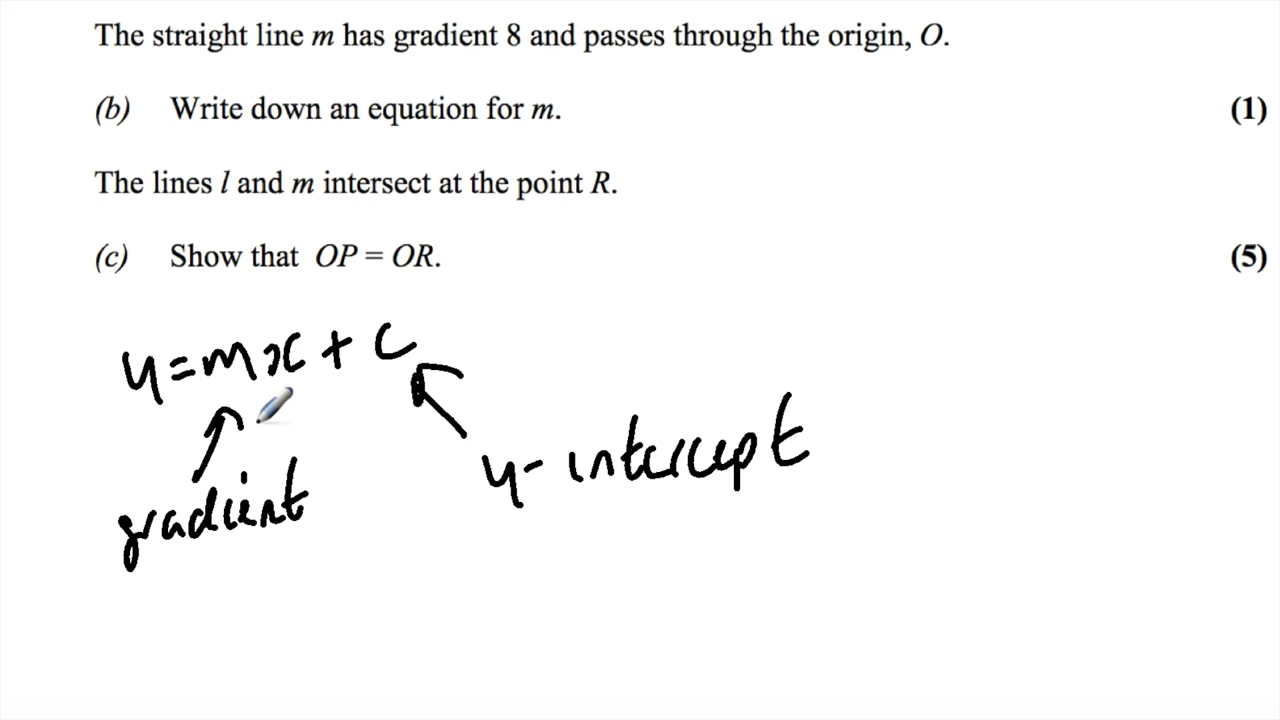 The straight line m has gradient 8 and passes through the origin, O.
(b) Write down an equation for m. (1)
The lines l and m intersect at the point R.
(c) Show that OP = OR. (5)
y=mx + c
y- intercept
gradient